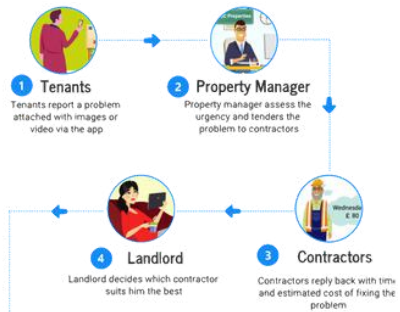 Properties
1 Tenants
Tenants report a problem
attached with images or
video via the app
2 Property Manager
Property manager assess the
urgency and tenders the
problem to contractors
Wednesda
£ 80
3 Contractors
Contractors reply back with time
and estimated cost of fixing the
problem
4 Landlord
Landlord decides which contractor
suits him the best